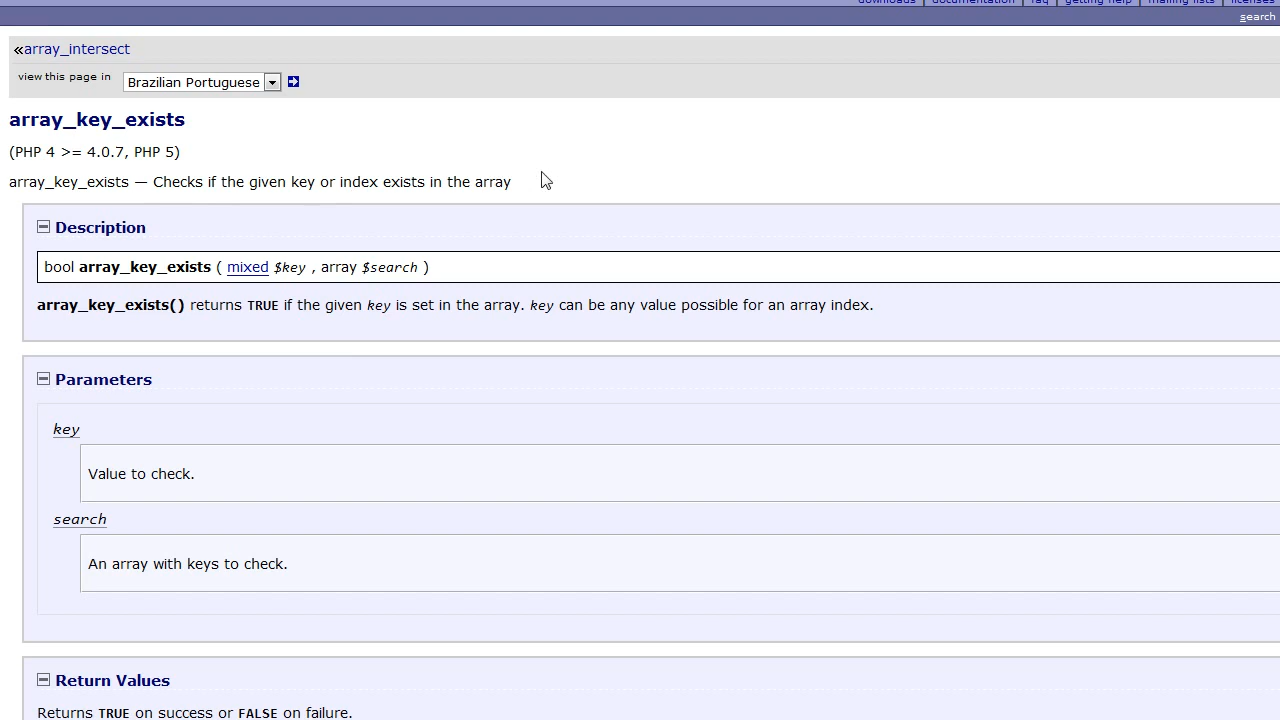 downloads | documentation | faq | getting help | mailing lists | licenses
search
«array_intersect
view this page in Brazilian Portuguese
array_key_exists
(PHP 4 >= 4.0.7, PHP 5)
array_key_exists — Checks if the given key or index exists in the array
Description
bool array_key_exists ( mixed $key , array $search )
array_key_exists() returns TRUE if the given key is set in the array. key can be any value possible for an array index.
Parameters
key
Value to check.
search
An array with keys to check.
Return Values
Returns TRUE on success or FALSE on failure.